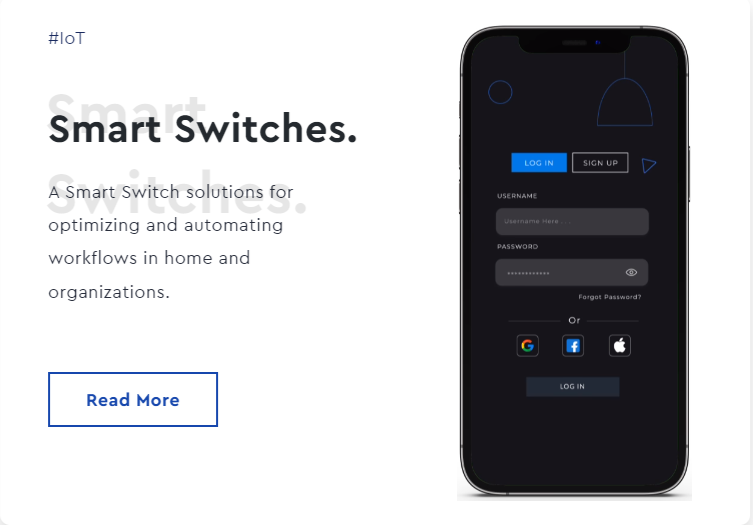 #IoT
Smart
Smart Switches.
Switches.
A Smart Switch solutions for
optimizing and automating
workflows in home and
organizations.
Read More
LOG IN
SIGN UP
USERNAME
Username Here . . .
PASSWORD
************
Forgot Password?
Or
LOG IN